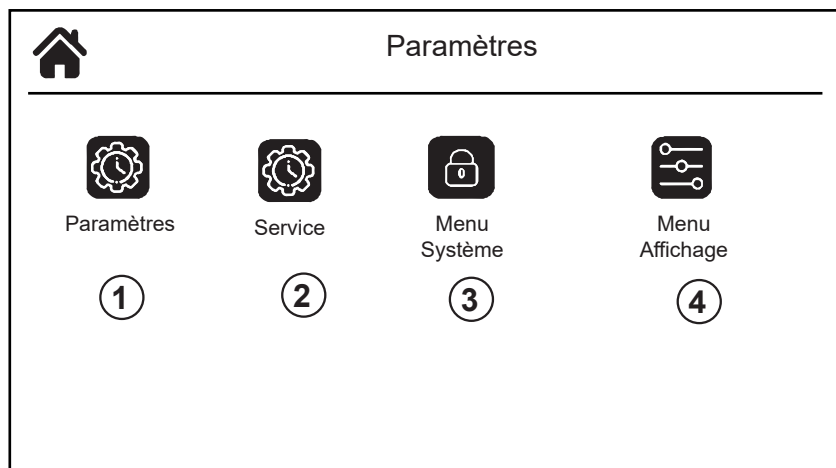 Paramètres
Paramètres
Service
Menu
Système
Menu
Affichage
1
2
3
4